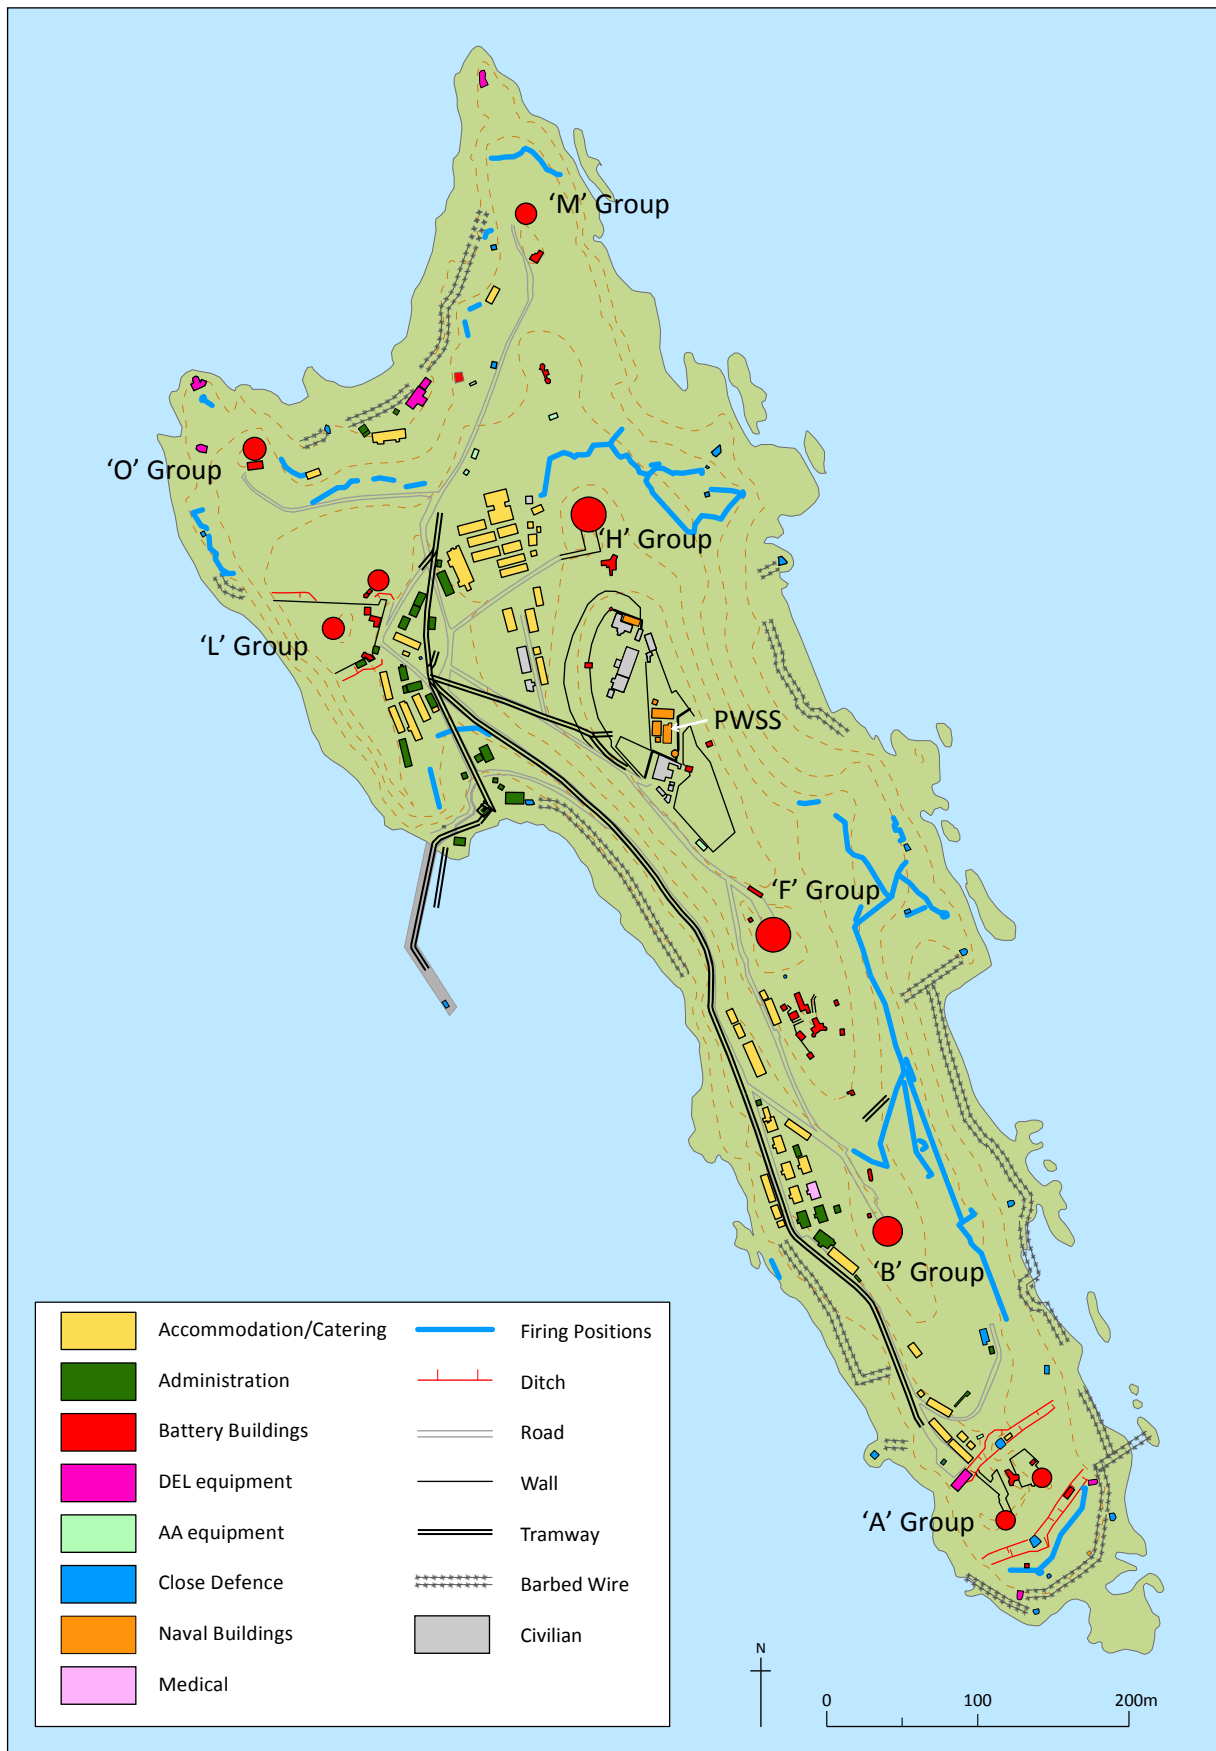 ‘M’ Group
‘O’ Group
‘H’ Group
‘L’ Group
PWSS
‘F’ Group
‘B’ Group
‘A’ Group
Accommodation/Catering
Administration
Battery Buildings
DEL equipment
AA equipment
Close Defence
Naval Buildings
Medical
Firing Positions
Ditch
Road
Wall
Tramway
Barbed Wire
Civilian
N
0 100 200m